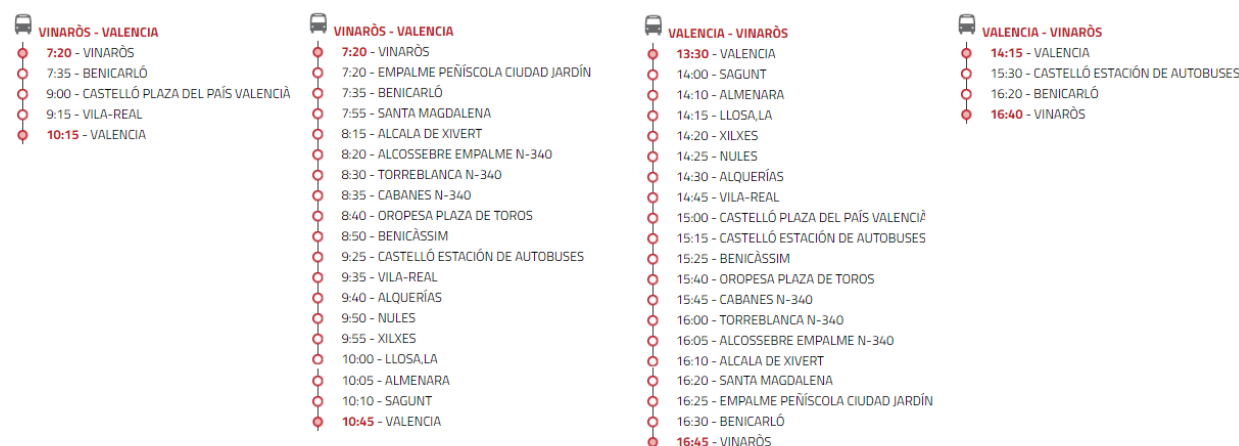 VINARÒS - VALENCIA
7:20 - VINARÒS
7:35 - BENICARLÓ
9:00 - CASTELLÓ PLAZA DEL PAÍS VALENCIÀ
9:15 - VILA-REAL
10:15 - VALENCIA
VINARÒS - VALENCIA
7:20 - VINARÒS
7:20 - EMPALME PEÑÍSCOLA CIUDAD JARDÍN
7:35 - BENICARLÓ
7:55 - SANTA MAGDALENA
8:15 - ALCALA DE XIVERT
8:20 - ALCOSSEBRE EMPALME N-340
8:30 - TORREBLANCA N-340
8:35 - CABANES N-340
8:40 - OROPESA PLAZA DE TOROS
8:50 - BENICÀSSIM
9:25 - CASTELLÓ ESTACIÓN DE AUTOBUSES
9:35 - VILA-REAL
9:40 - ALQUERÍAS
9:50 - NULES
9:55 - XILXES
10:00 - LLOSA,LA
10:05 - ALMENARA
10:10 - SAGUNT
10:45 - VALENCIA
VALENCIA - VINARÒS
13:30 - VALENCIA
14:00 - SAGUNT
14:10 - ALMENARA
14:15 - LLOSA,LA
14:20 - XILXES
14:25 - NULES
14:30 - ALQUERÍAS
14:45 - VILA-REAL
15:00 - CASTELLÓ PLAZA DEL PAÍS VALENCIÀ
15:15 - CASTELLÓ ESTACIÓN DE AUTOBUSES
15:25 - BENICÀSSIM
15:40 - OROPESA PLAZA DE TOROS
15:45 - CABANES N-340
16:00 - TORREBLANCA N-340
16:05 - ALCOSSEBRE EMPALME N-340
16:10 - ALCALA DE XIVERT
16:20 - SANTA MAGDALENA
16:25 - EMPALME PEÑÍSCOLA CIUDAD JARDÍN
16:30 - BENICARLÓ
16:45 - VINARÒS
VALENCIA - VINARÒS
14:15 - VALENCIA
15:30 - CASTELLÓ ESTACIÓN DE AUTOBUSES
16:20 - BENICARLÓ
16:40 - VINARÒS